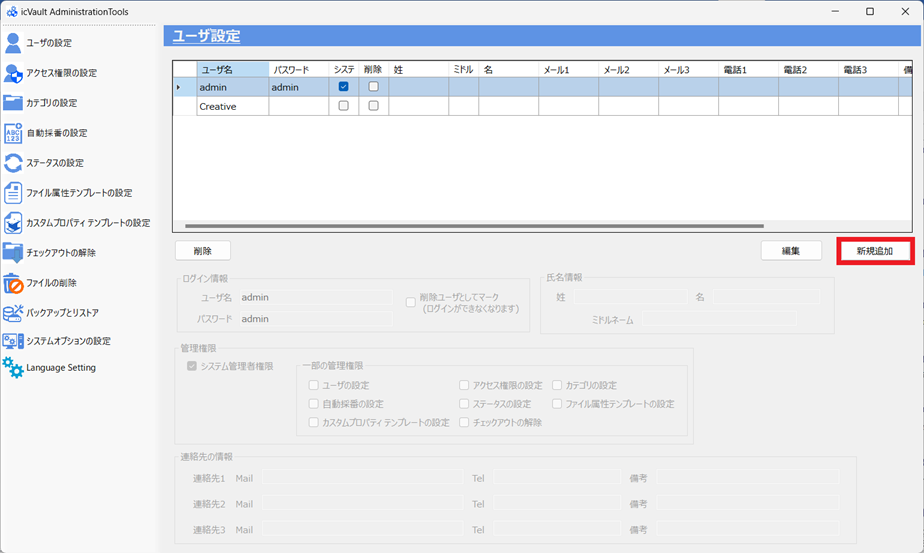 icVault AdministrationTools
ユーザの設定
アクセス権限の設定
カテゴリの設定
自動採番の設定
ステータスの設定
ファイル属性テンプレートの設定
カスタムプロパティ テンプレートの設定
チェックアウトの解除
ファイルの削除
バックアップとリストア
システムオプションの設定
Language Setting
ユーザ設定
ユーザ名 パスワード システ 削除 姓 ミドル 名 メール1 メール2 メール3 電話1 電話2 電話3 備
admin admin
Creative
削除 編集 新規追加
ログイン情報
ユーザ名 admin
パスワード admin
削除ユーザとしてマーク
(ログインができなくなります)
氏名情報
姓 名
ミドルネーム
管理権限
システム管理者権限
一部の管理権限
ユーザの設定 アクセス権限の設定 カテゴリの設定
自動採番の設定 ステータスの設定 ファイル属性テンプレートの設定
カスタムプロパティ テンプレートの設定 チェックアウトの解除
連絡先の情報
連絡先1 Mail Tel 備考
連絡先2 Mail Tel 備考
連絡先3 Mail Tel 備考